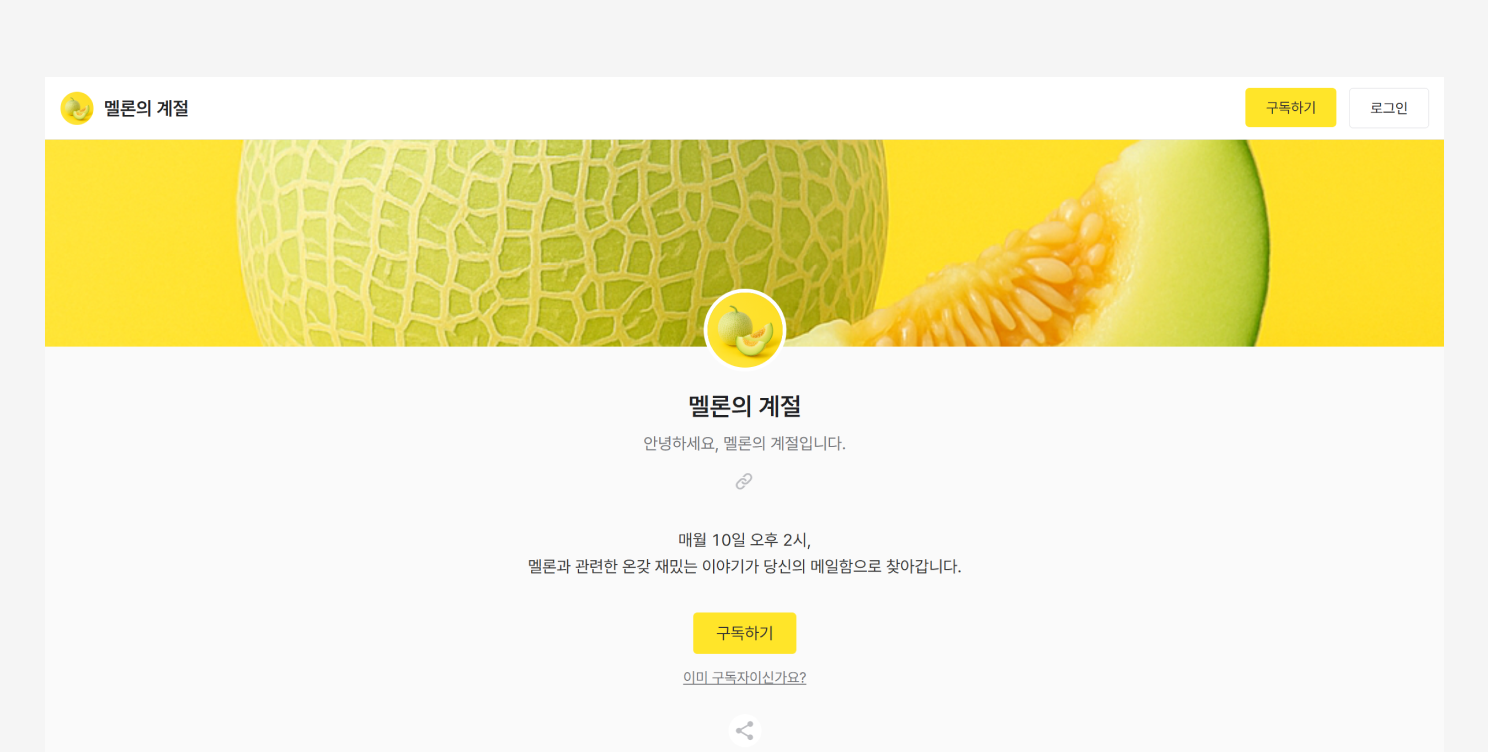 멜론의 계절
구독하기
로그인
멜론의 계절
안녕하세요, 멜론의 계절입니다.
매월 10일 오후 2시,
멜론과 관련한 온갖 재밌는 이야기가 당신의 메일함으로 찾아갑니다.
구독하기
이미 구독자이신가요?